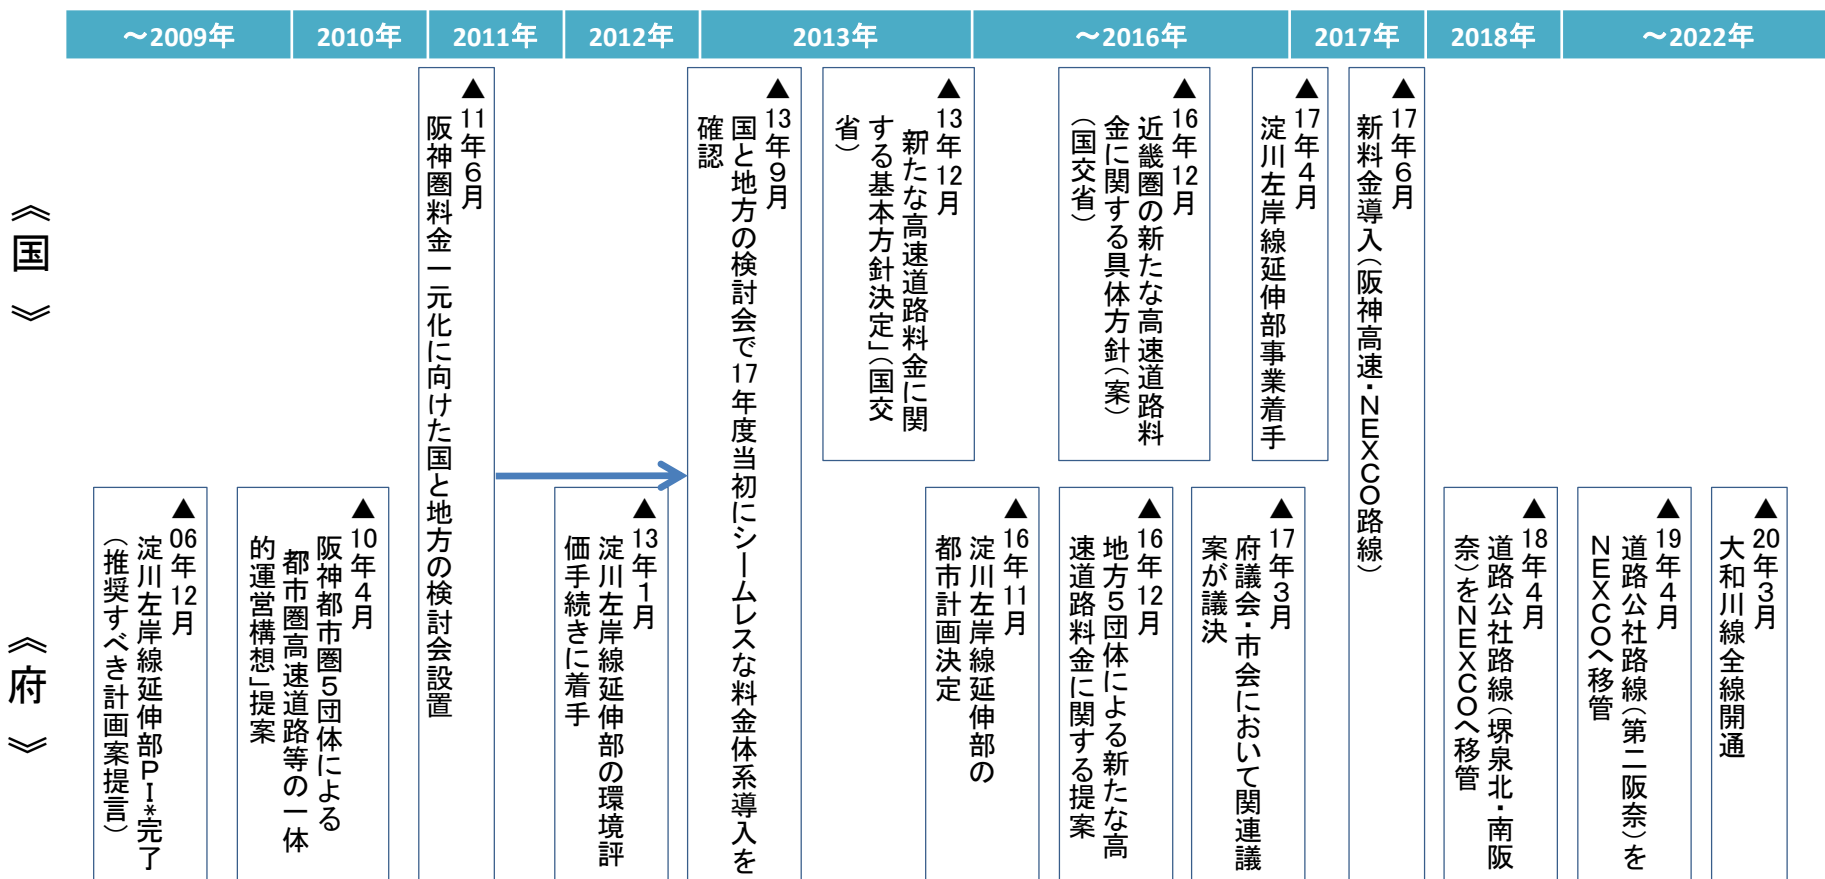 ～2009年
2010年
2011年
2012年
2013年
～2016年
2017年
2018年
～2022年
《国》
▲11年6月
阪神圏料金一元化に向けた国と地方の検討会設置
▲13年9月
国と地方の検討会で17年度当初にシームレスな料金体系導入を
確認
▲13年12月
「新たな高速道路料金に関
する基本方針決定」（国交
省）
▲16年12月
近畿圏の新たな高速道路料
金に関する具体方針（案）
（国交省）
▲17年4月
淀川左岸線延伸部事業着手
▲17年6月
新料金導入（阪神高速・NEXCO路線）
《府》
▲06年12月
淀川左岸線延伸部PI*完了
（推奨すべき計画案提言）
▲10年4月
阪神都市圏5団体による
「都市圏高速道路等の一体
的運営構想」提案
▲13年1月
淀川左岸線延伸部の環境評
価手続きに着手
▲16年11月
淀川左岸線延伸部の
都市計画決定
▲16年12月
地方5団体による新たな高
速道路料金に関する提案
▲17年3月
府議会・市会において関連議
案が議決
▲18年4月
道路公社路線（堺泉北・南阪
奈）をNEXCOへ移管
▲19年4月
道路公社路線（第二阪奈）を
NEXCOへ移管
▲20年3月
大和川線全線開通